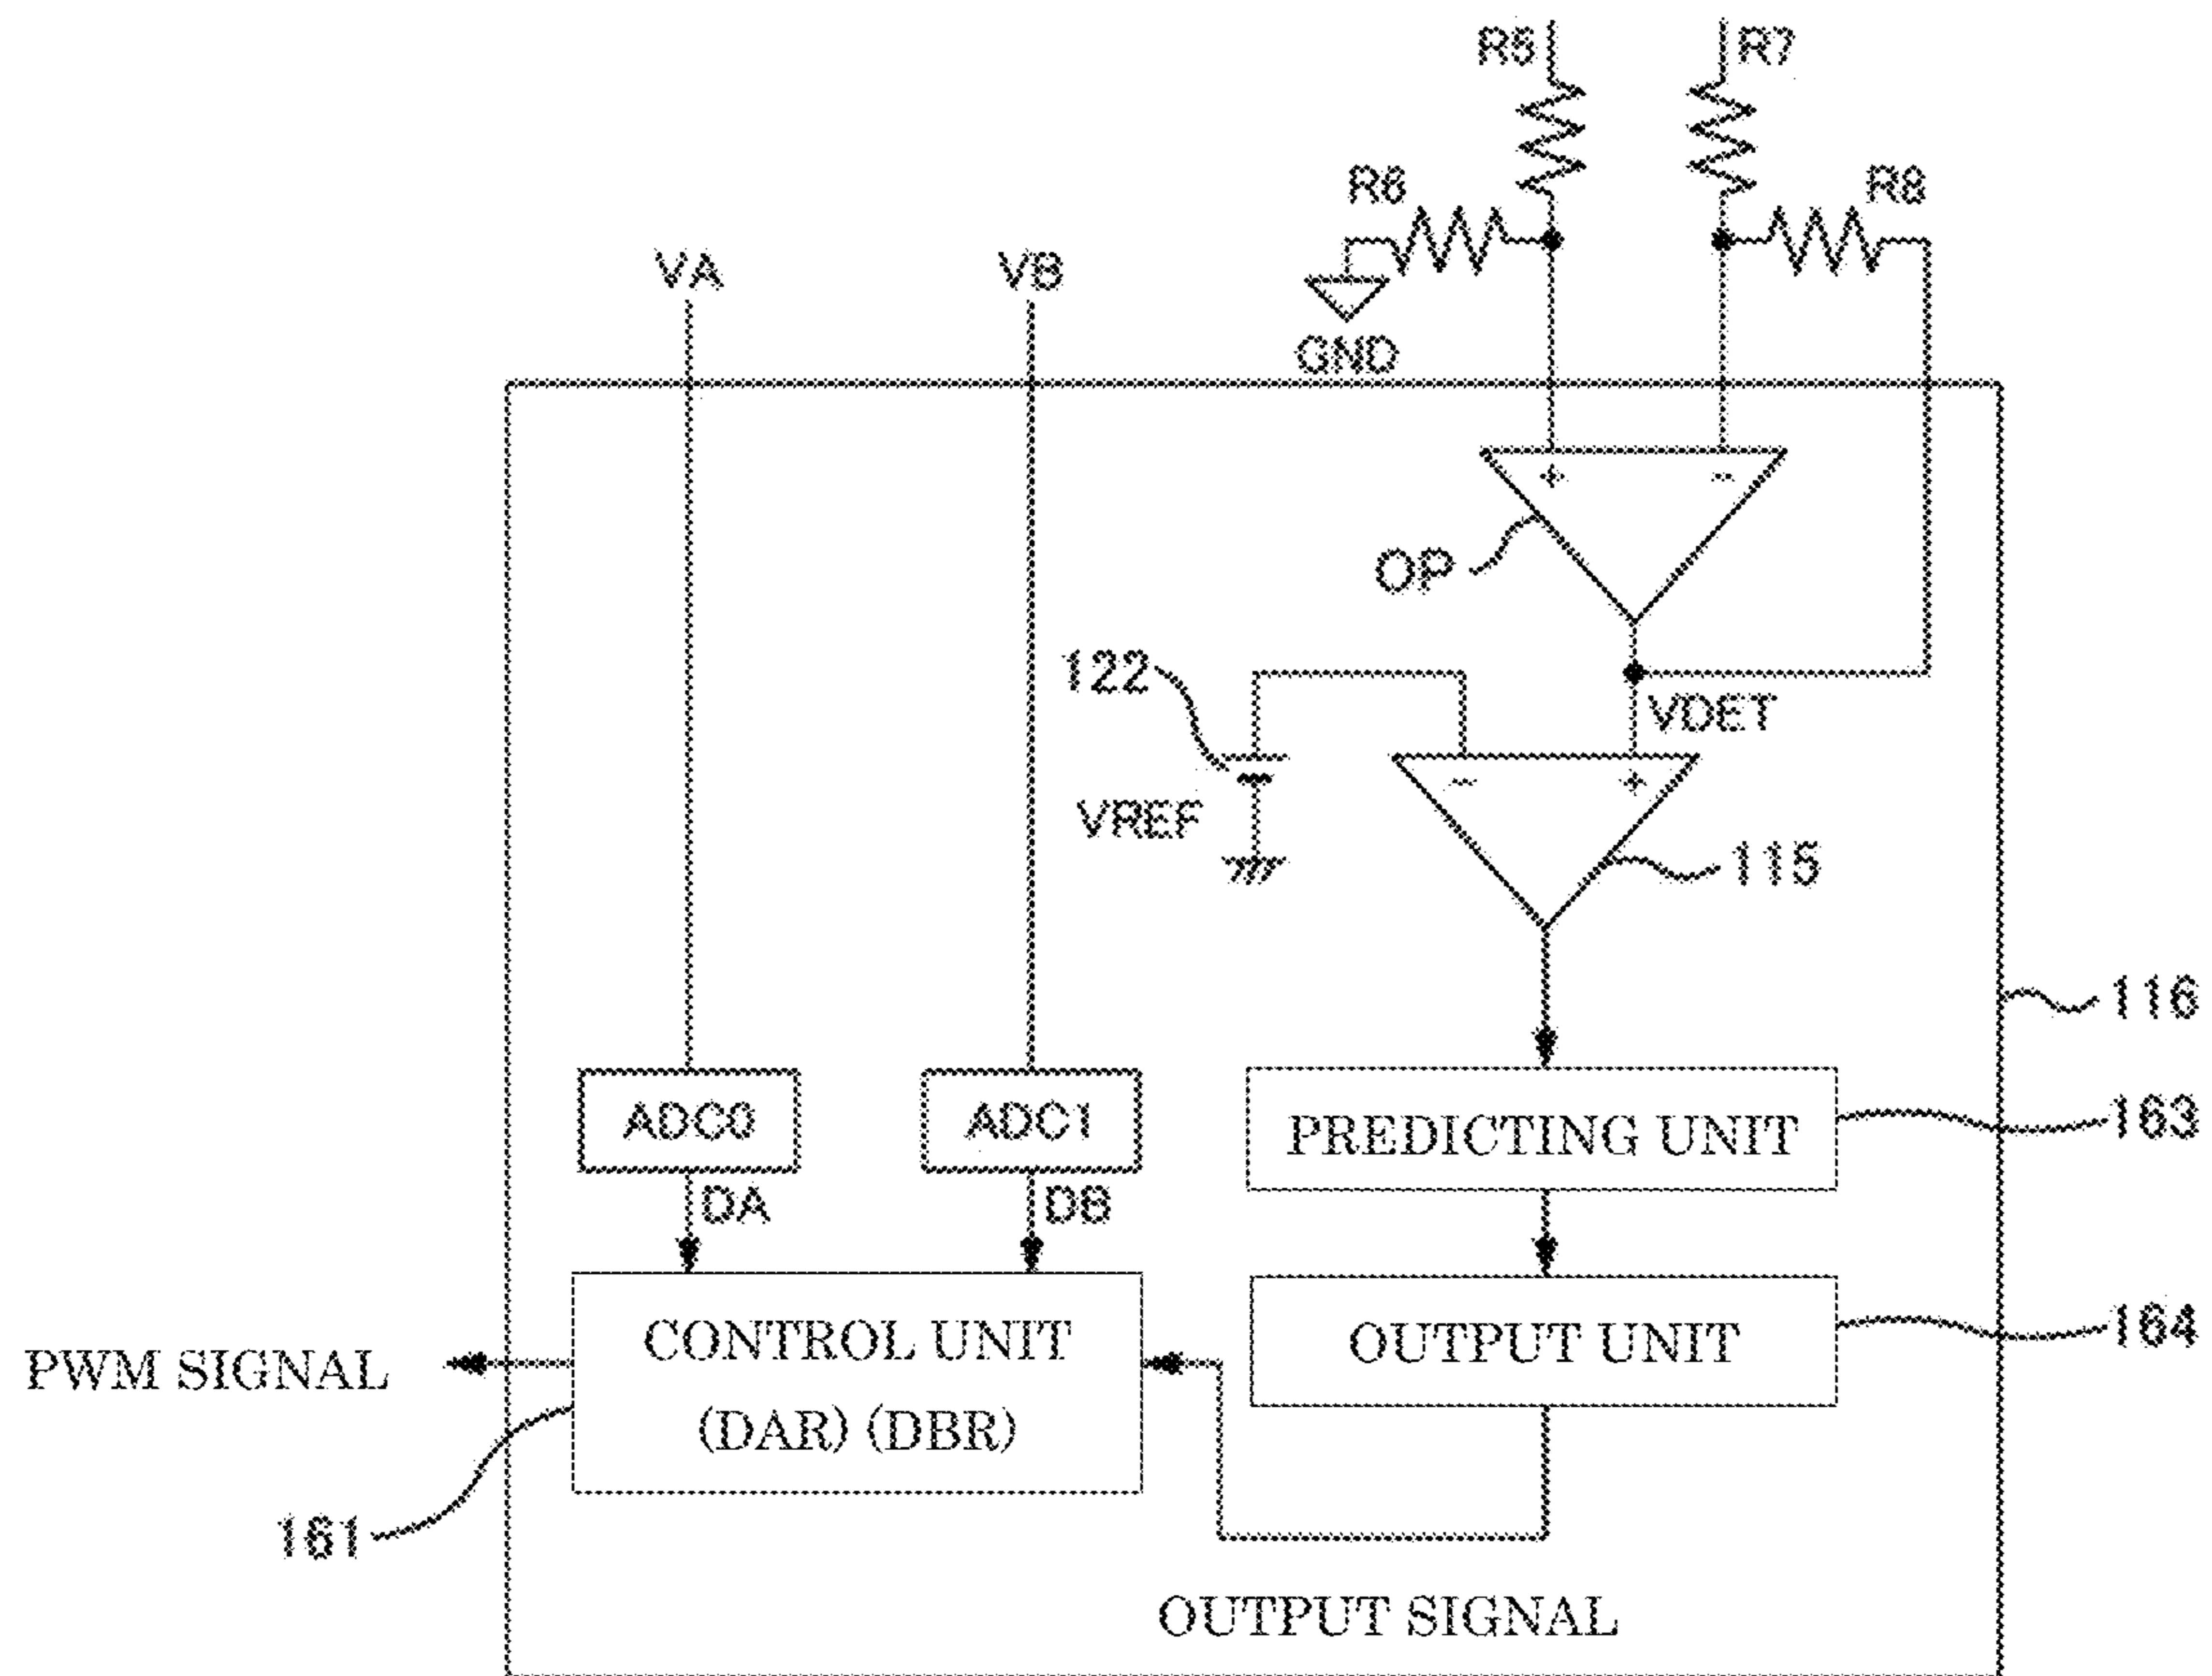 R5
R7
R6
R8
VA
VB
GND
+
−
OP
122
VDET
−
+
VREF
115
116
ADC0
ADC1
PREDICTING UNIT
163
DA
DB
CONTROL UNIT
(DAR) (DBR)
OUTPUT UNIT
164
PWM SIGNAL
161
OUTPUT SIGNAL